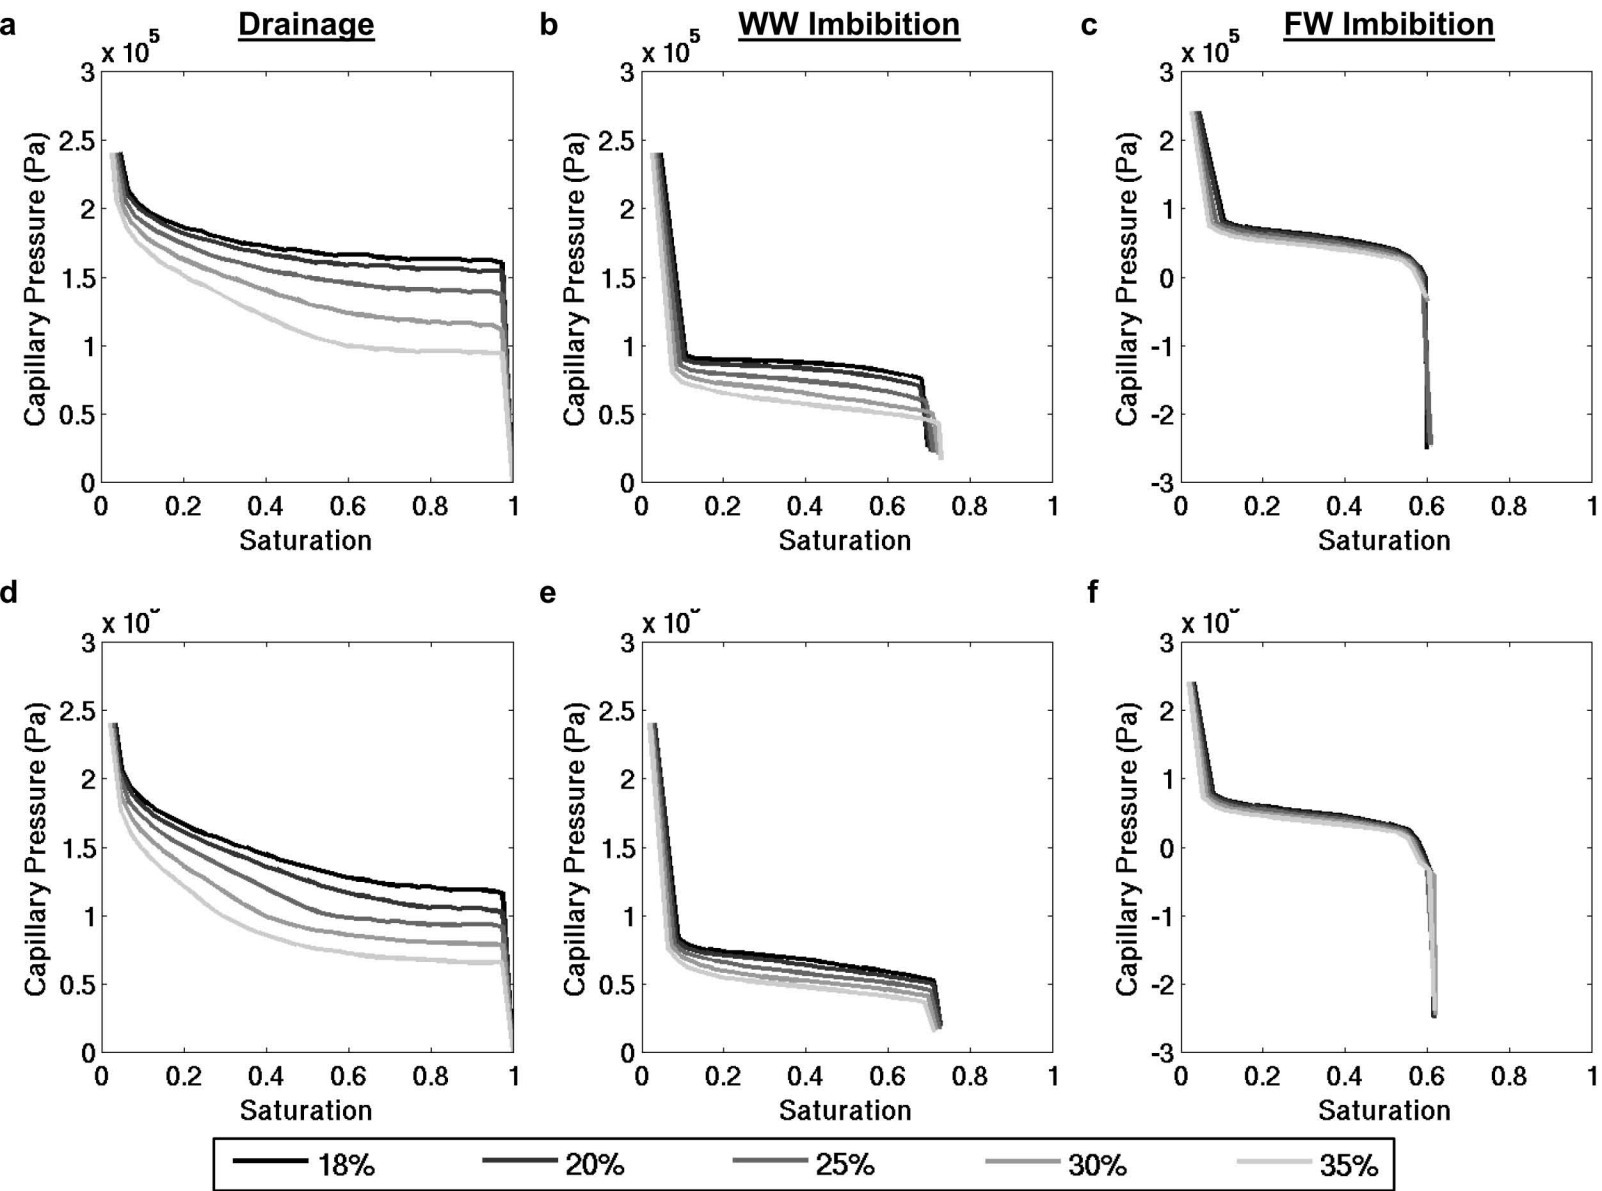 a Drainage b WW Imbibition c FW Imbibition
x 10^5 x 10^5 x 10^5
3 3 3
2.5 2.5 2
2 2 1
1.5 1.5 0
1 1 -1
0.5 0.5 -2
0 0 -3
Capillary Pressure (Pa) Capillary Pressure (Pa) Capillary Pressure (Pa)
0 0.2 0.4 0.6 0.8 1 0 0.2 0.4 0.6 0.8 1 0 0.2 0.4 0.6 0.8 1
Saturation Saturation Saturation
d e f
x 10 x 10 x 10
3 3 3
2.5 2.5 2
2 2 1
1.5 1.5 0
1 1 -1
0.5 0.5 -2
0 0 -3
Capillary Pressure (Pa) Capillary Pressure (Pa) Capillary Pressure (Pa)
0 0.2 0.4 0.6 0.8 1 0 0.2 0.4 0.6 0.8 1 0 0.2 0.4 0.6 0.8 1
Saturation Saturation Saturation
18% 20% 25% 30% 35%